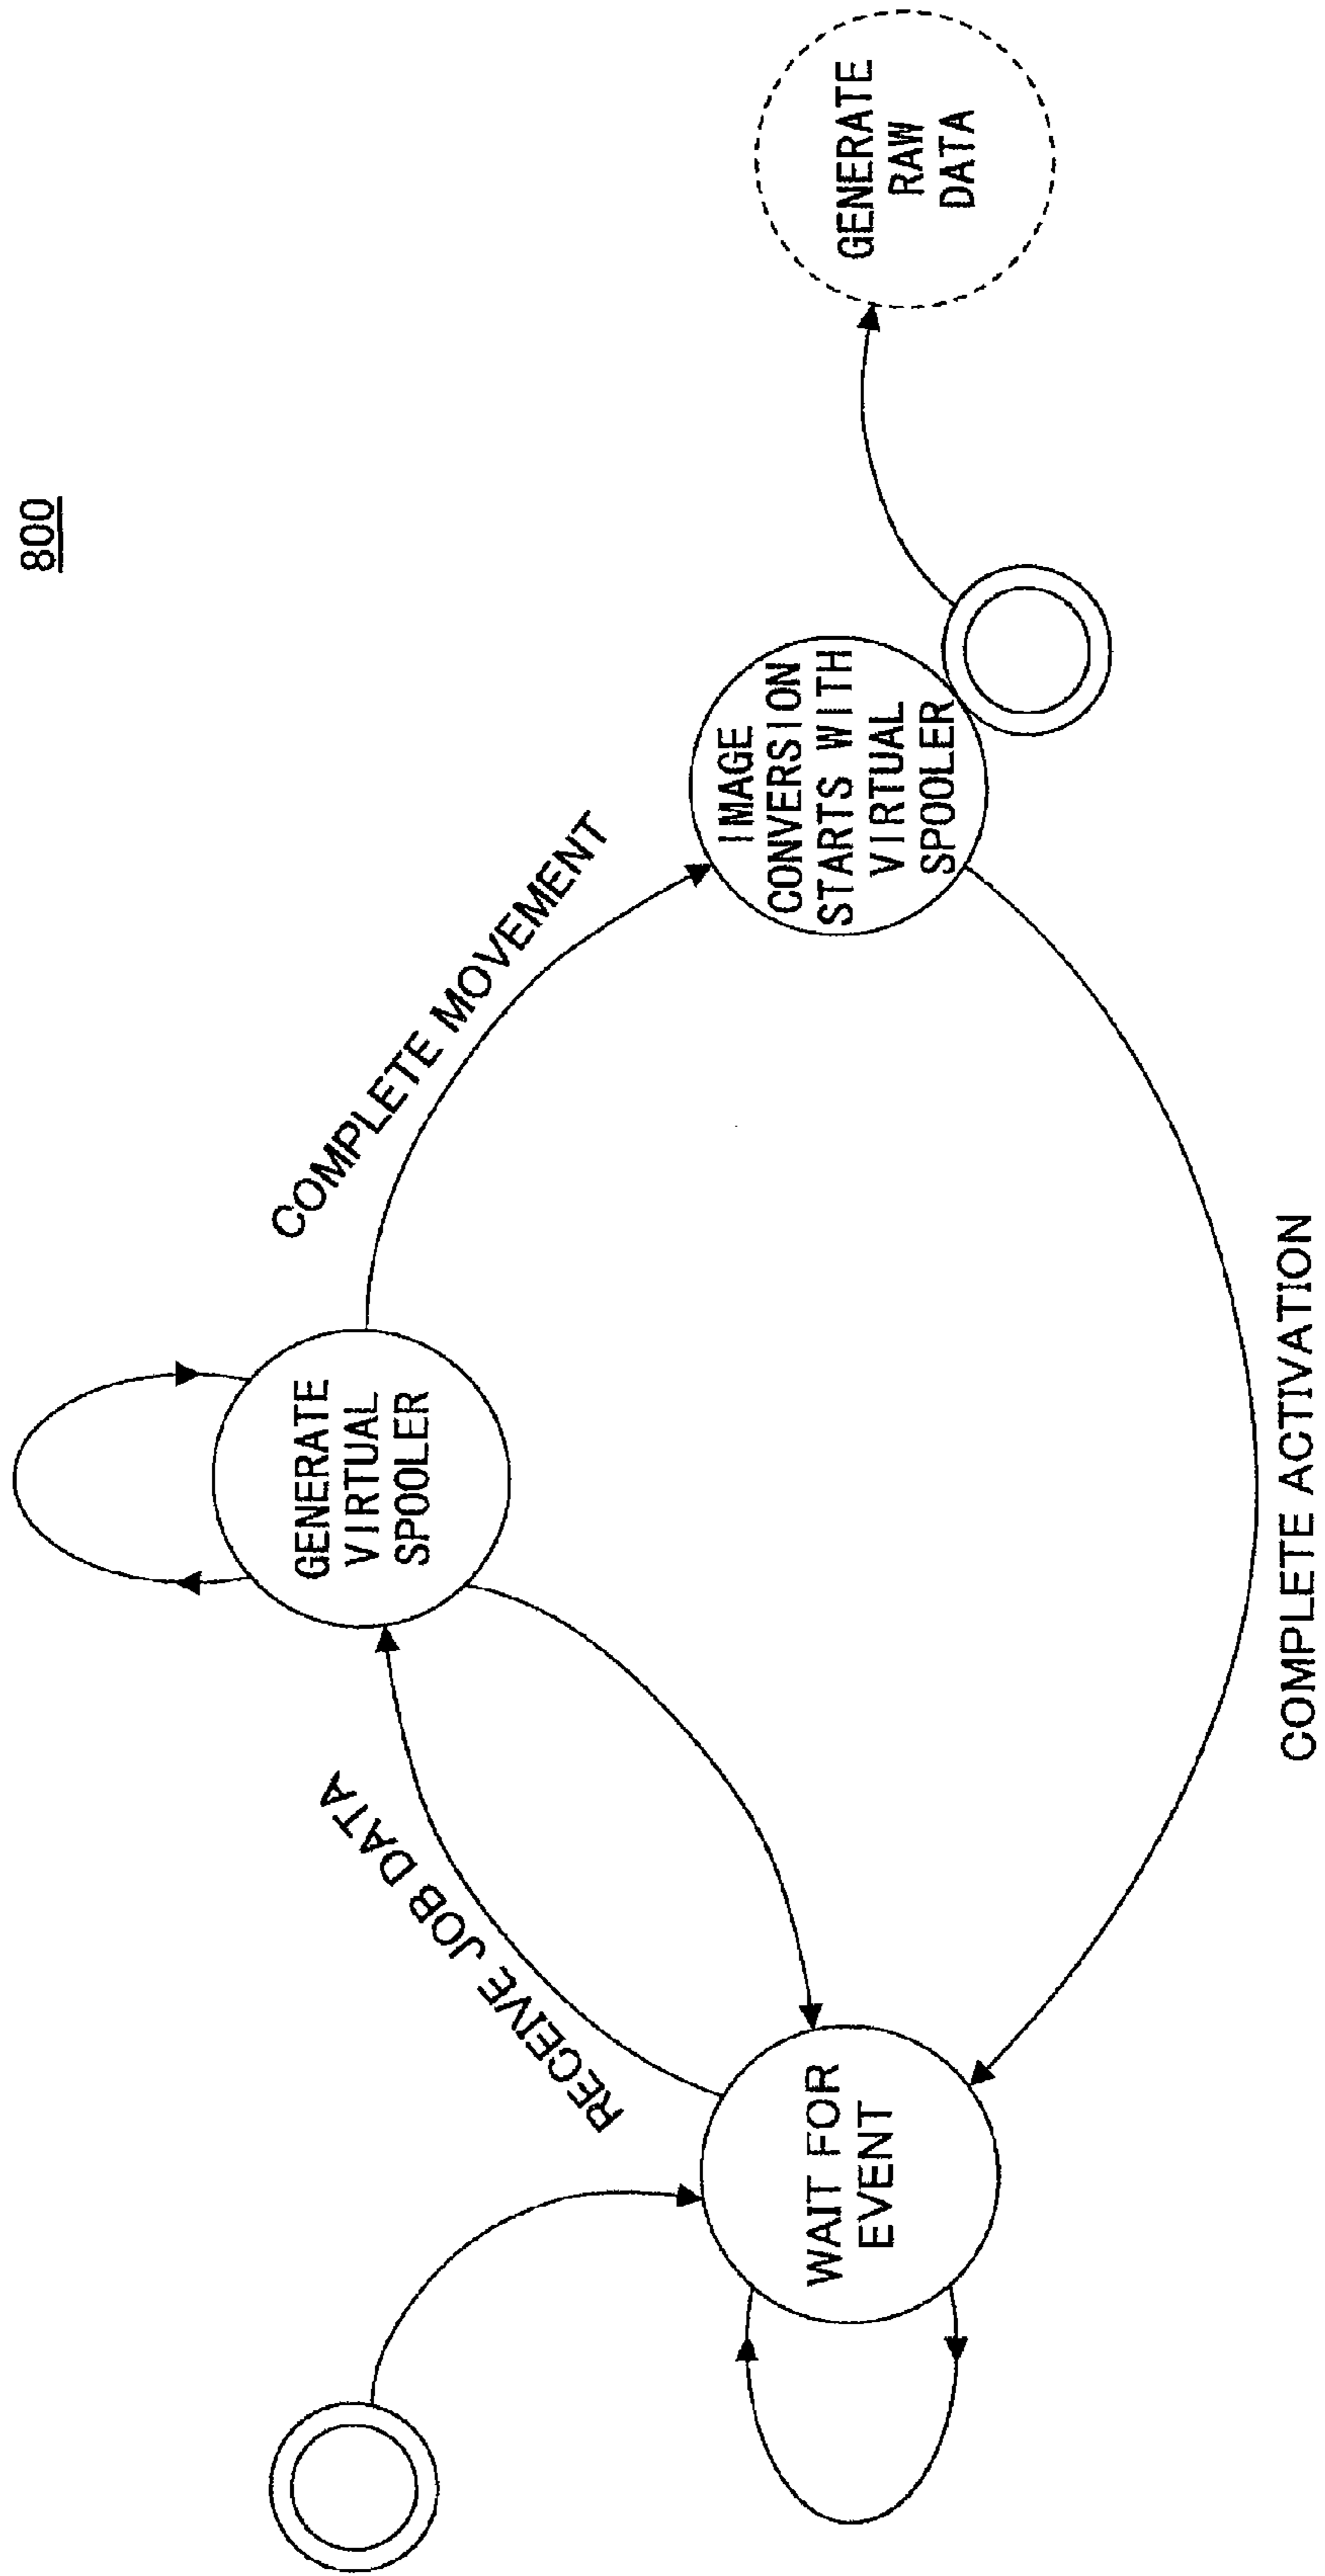 800
RECEIVE JOB DATA
GENERATE
VIRTUAL
SPOOLER
COMPLETE MOVEMENT
WAIT FOR
EVENT
IMAGE
CONVERSION
STARTS WITH
VIRTUAL
SPOOLER
GENERATE
RAW
DATA
COMPLETE ACTIVATION